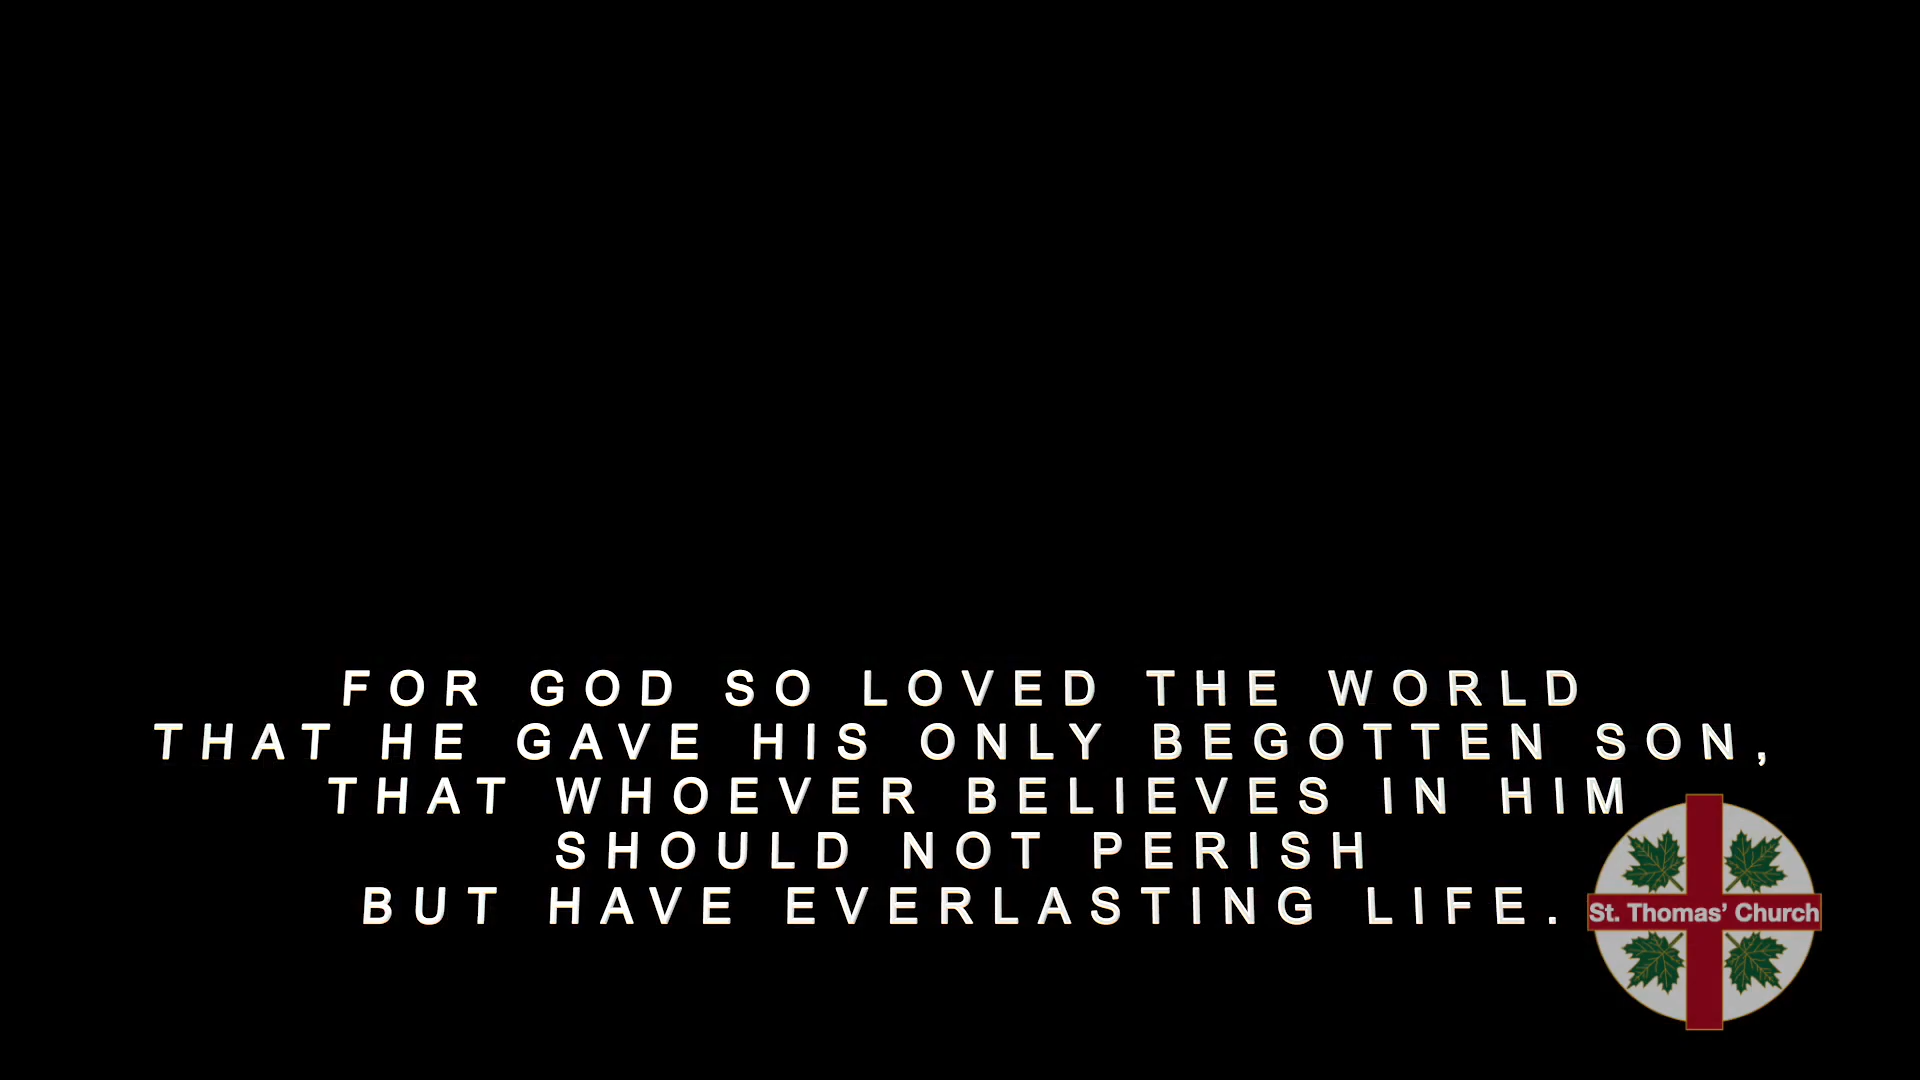 FOR GOD SO LOVED THE WORLD
THAT HE GAVE HIS ONLY BEGOTTEN SON,
THAT WHOEVER BELIEVES IN HIM
SHOULD NOT PERISH
BUT HAVE EVERLASTING LIFE.
St. Thomas’ Church